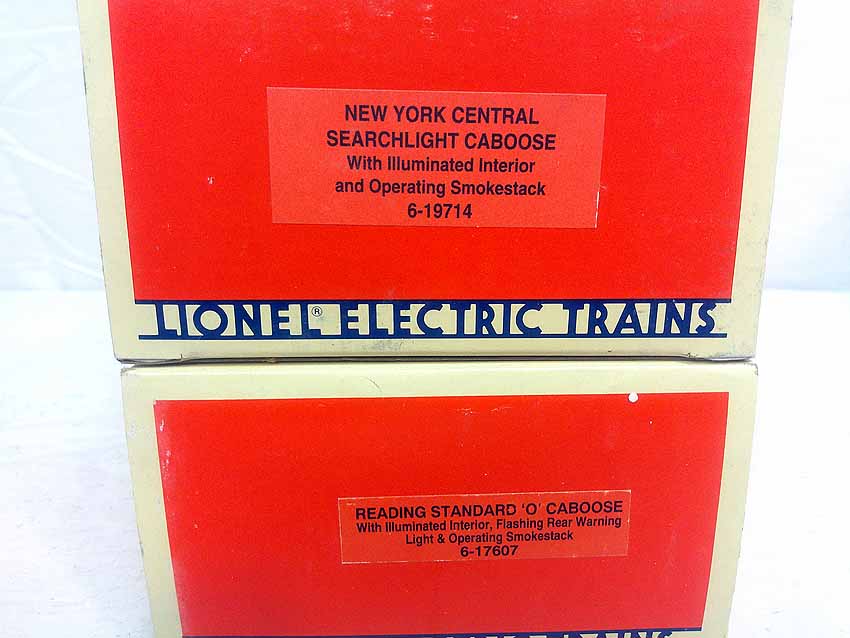 NEW YORK CENTRAL
SEARCHLIGHT CABOOSE
With Illuminated Interior
and Operating Smokestack
6-19714
LIONEL® ELECTRIC TRAINS
READING STANDARD 'O' CABOOSE
With Illuminated Interior, Flashing Rear Warning
Light & Operating Smokestack
6-17607